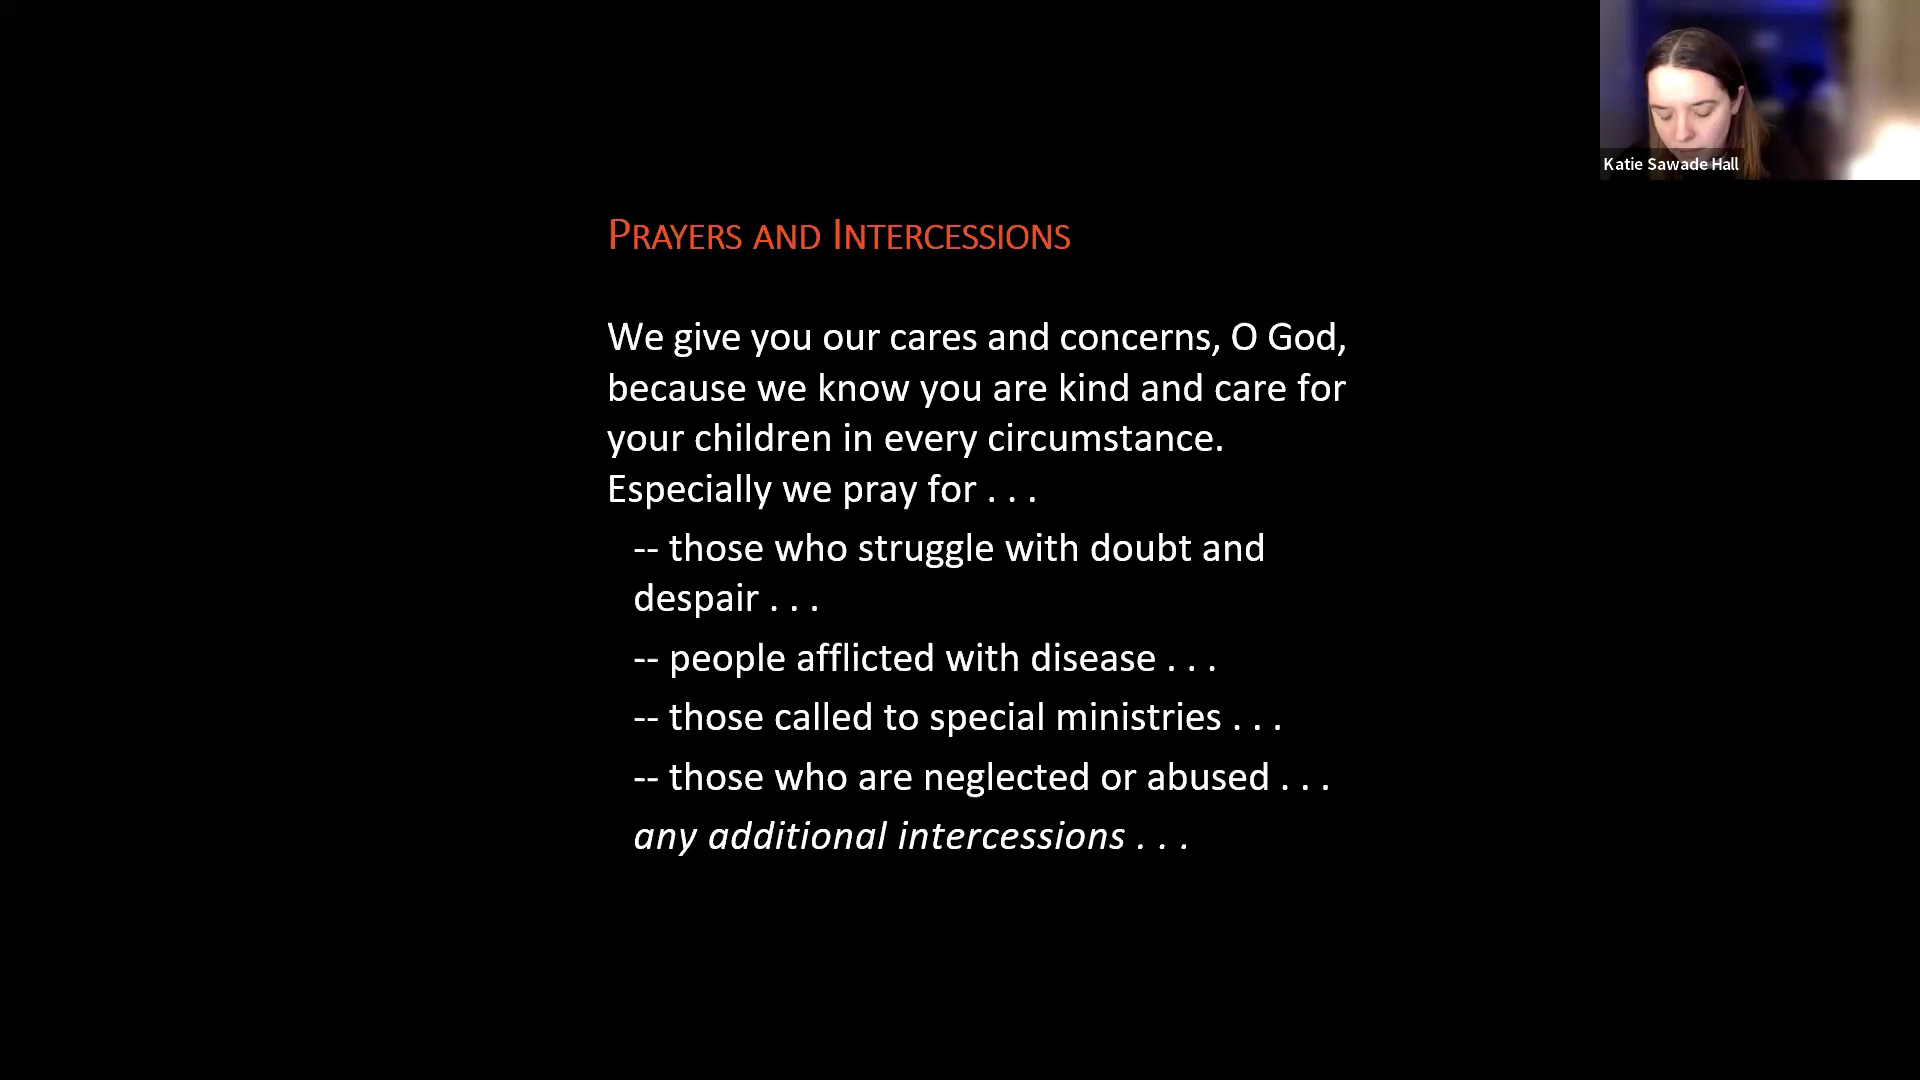 Katie Sawade Hall
PRAYERS AND INTERCESSIONS
We give you our cares and concerns, O God,
because we know you are kind and care for
your children in every circumstance.
Especially we pray for . . .
-- those who struggle with doubt and
despair . . .
-- people afflicted with disease . . .
-- those called to special ministries . . .
-- those who are neglected or abused . . .
any additional intercessions . . .